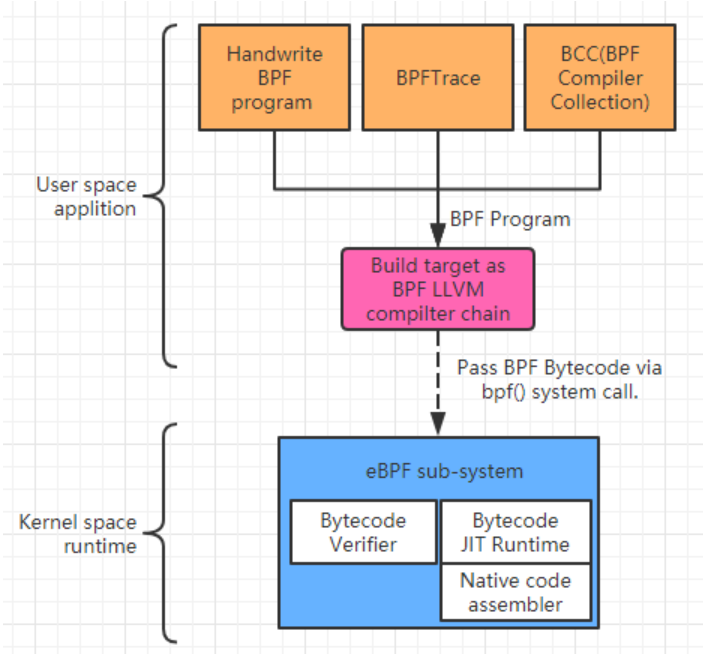 Handwrite
BPF
program
BPFTrace
BCC(BPF
Compiler
Collection)
User space
applition
BPF Program
Build target as
BPF LLVM
compilter chain
Pass BPF Bytecode via
bpf() system call.
eBPF sub-system
Bytecode
Verifier
Bytecode
JIT Runtime
Kernel space
runtime
Native code
assembler